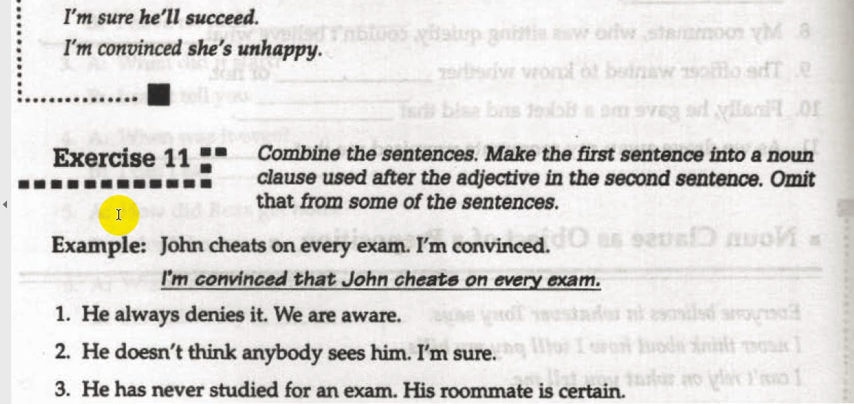 I'm sure he'll succeed.
I'm convinced she's unhappy.
Exercise 11
Combine the sentences. Make the first sentence into a noun
clause used after the adjective in the second sentence. Omit
that from some of the sentences.
Example: John cheats on every exam. I'm convinced.
I'm convinced that John cheats on every exam.
1. He always denies it. We are aware.
2. He doesn't think anybody sees him. I'm sure.
3. He has never studied for an exam. His roommate is certain.